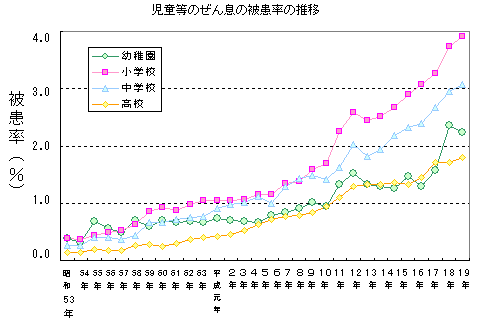 児童等のぜん息の被患率の推移
被患率(%)
4.0
3.0
2.0
1.0
0.0
幼稚園
小学校
中学校
高校
昭和53年
54年
55年
56年
57年
58年
59年
60年
61年
62年
63年
平成元年
2年
3年
4年
5年
6年
7年
8年
9年
10年
11年
12年
13年
14年
15年
16年
17年
18年
19年